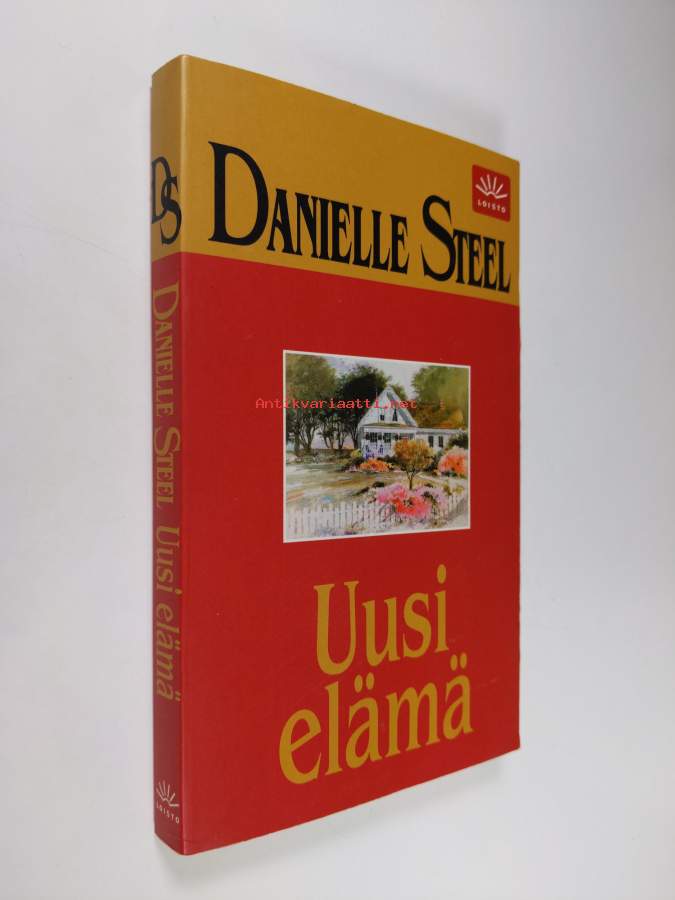 DANIELLE STEEL
LOISTO
Antikvariaatti.net
Uusi
elämä
DS
DANIELLE STEEL Uusi elämä
LOISTO